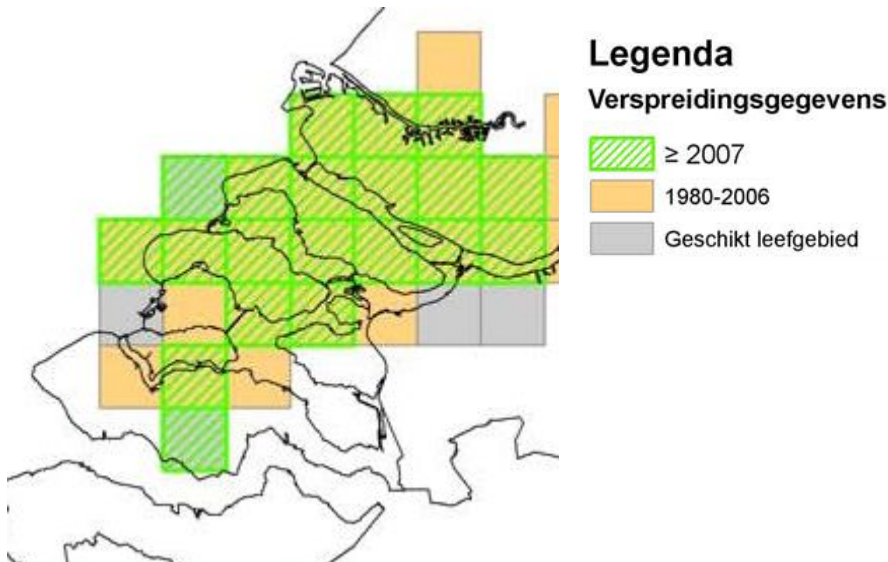 Legenda
Verspreidingsgegevens
≥ 2007
1980-2006
Geschikt leefgebied